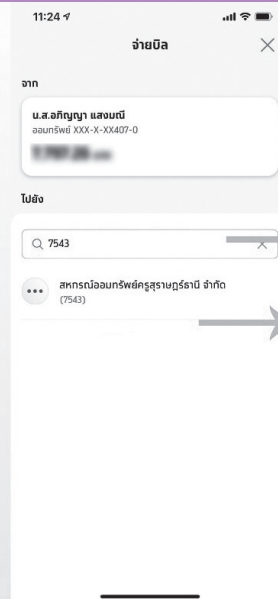 11:24
จ่ายบิล
จาก
น.ส.อภิญญา แสงมณี
ออมทรัพย์ XXX-X-XX407-0
ไปยัง
7543
สหกรณ์ออมทรัพย์ครูสุราษฎร์ธานี จำกัด
(7543)